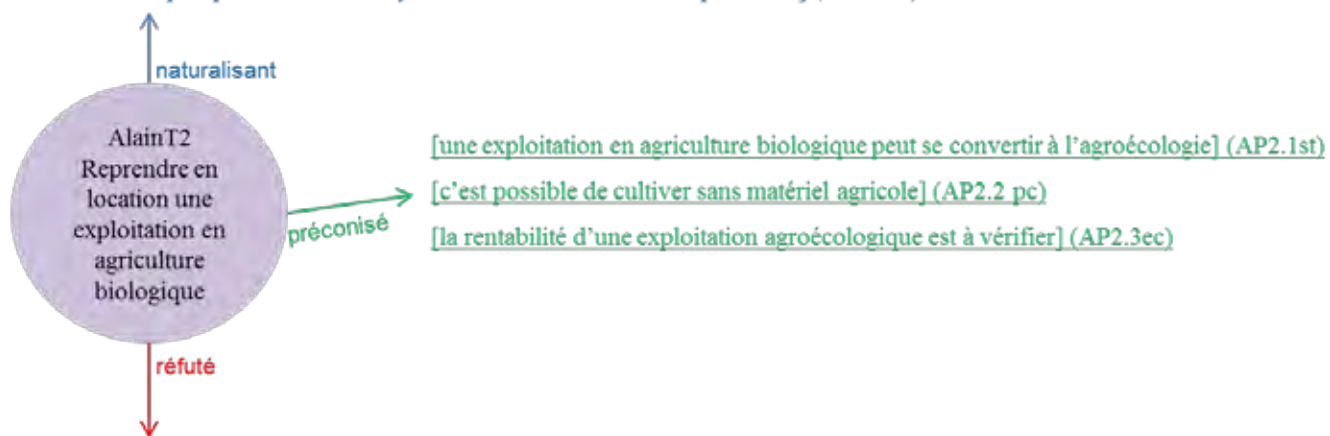 naturalisant
AlainT2
Reprendre en
location une
exploitation en
agriculture
biologique
préconisé
[une exploitation en agriculture biologique peut se convertir à l’agroécologie] (AP2.1st)
[c’est possible de cultiver sans matériel agricole] (AP2.2 pc)
[la rentabilité d’une exploitation agroécologique est à vérifier] (AP2.3ec)
réfuté